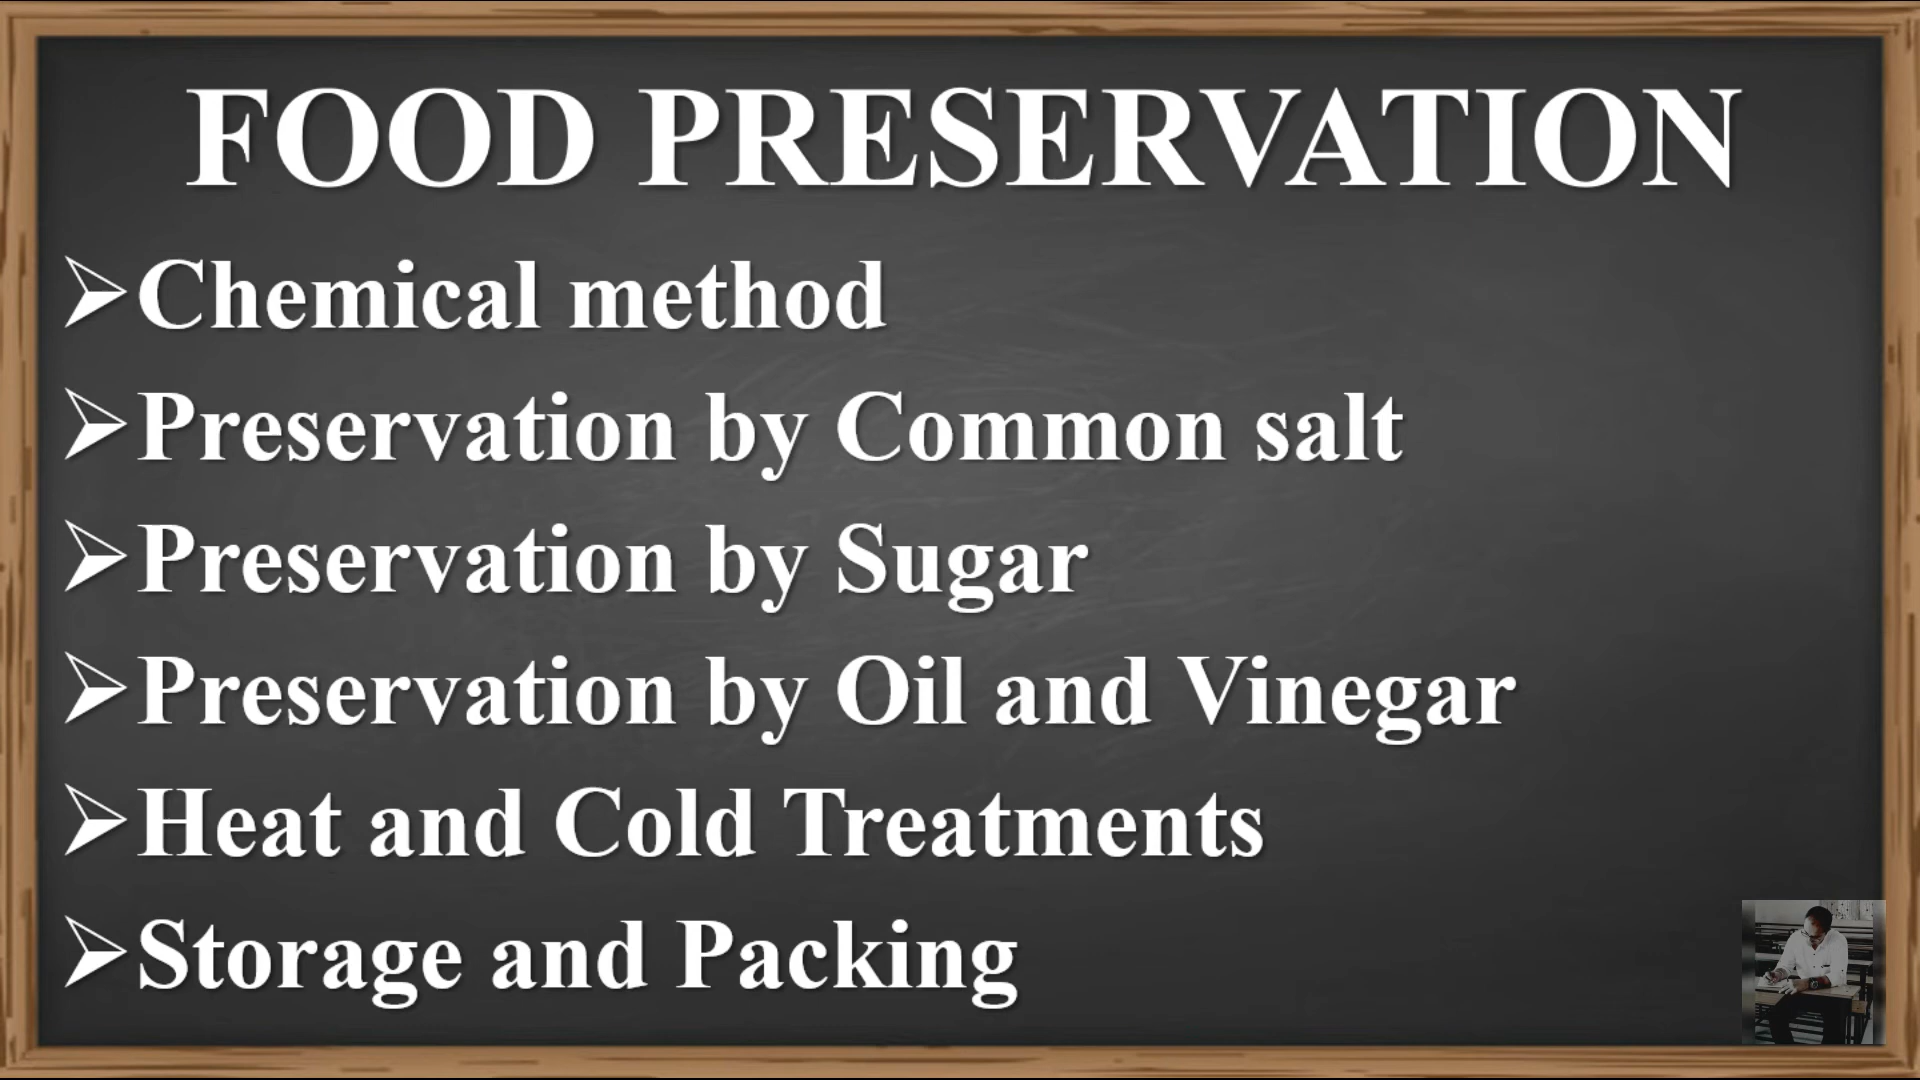 FOOD PRESERVATION
➢Chemical method
➢Preservation by Common salt
➢Preservation by Sugar
➢Preservation by Oil and Vinegar
➢Heat and Cold Treatments
➢Storage and Packing